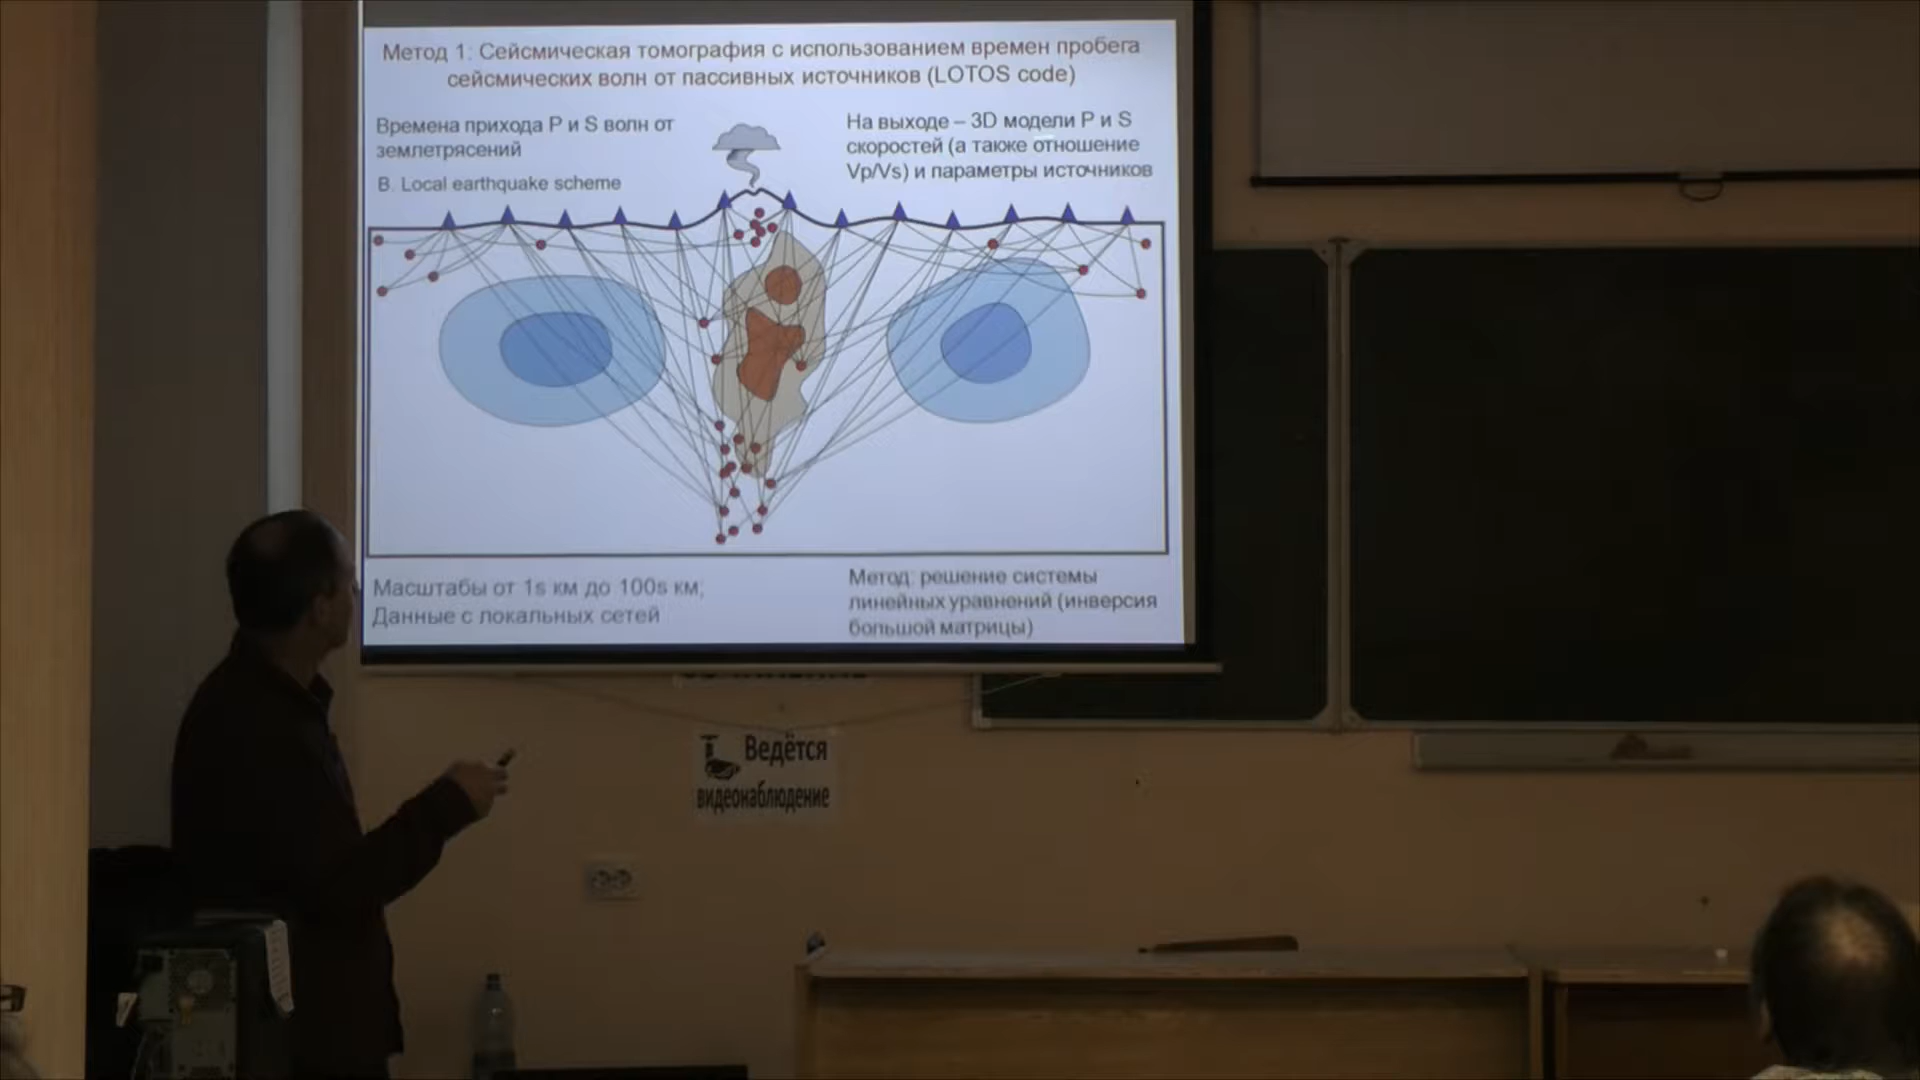 Метод 1: Сейсмическая томография с использованием времен пробега
сейсмических волн от пассивных источников (LOTOS code)
Времена прихода P и S волн от
землетрясений
B. Local earthquake scheme
На выходе – 3D модели P и S
скоростей (а также отношение
Vp/Vs) и параметры источников
Масштабы от 1s км до 100s км;
Данные с локальных сетей
Метод: решение системы
линейных уравнений (инверсия
большой матрицы)
Ведётся
видеонаблюдение